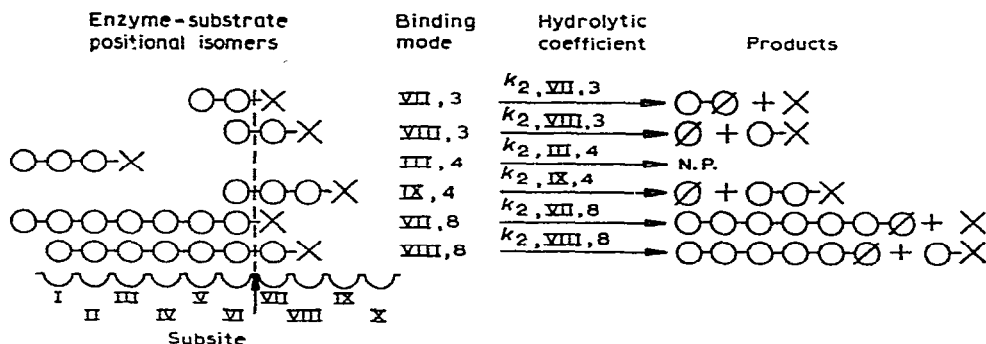 Enzyme-substrate positional isomers
Binding mode
Hydrolytic coefficient
Products
VII, 3
k2, VII, 3
+
VIII, 3
k2, VIII, 3
+
III, 4
k2, III, 4
N.P.
IX, 4
k2, IX, 4
+
VII, 8
k2, VII, 8
+
VIII, 8
k2, VIII, 8
+
I
II
III
IV
V
VI
VII
VIII
IX
X
Subsite